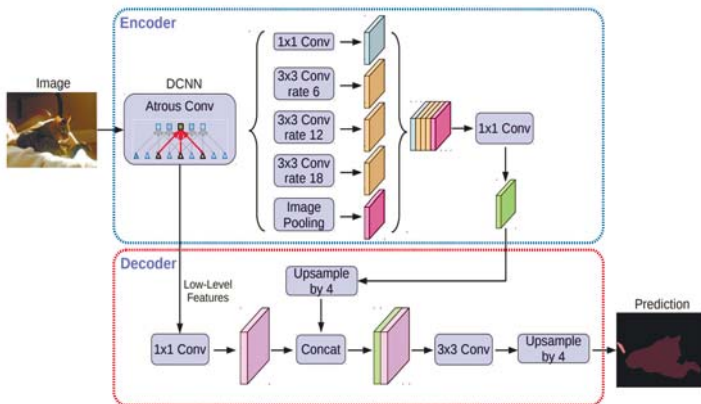 Encoder
Image
DCNN
Atrous Conv
1x1 Conv
3x3 Conv
rate 6
3x3 Conv
rate 12
3x3 Conv
rate 18
Image
Pooling
1x1 Conv
Decoder
Low-Level
Features
Upsample
by 4
1x1 Conv
Concat
3x3 Conv
Upsample
by 4
Prediction